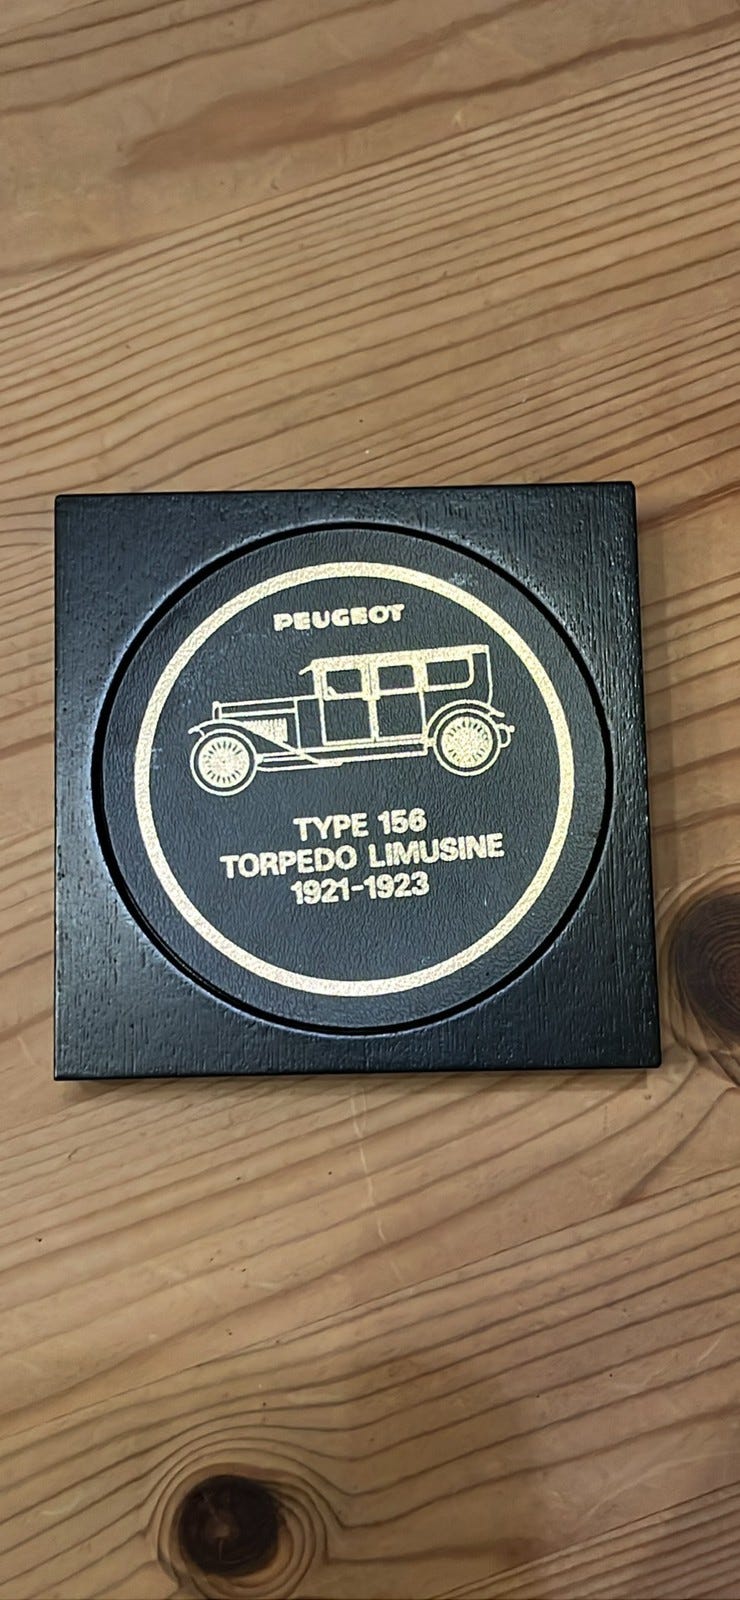 PEUGEOT
TYPE 156
TORPEDO LIMUSINE
1921-1923